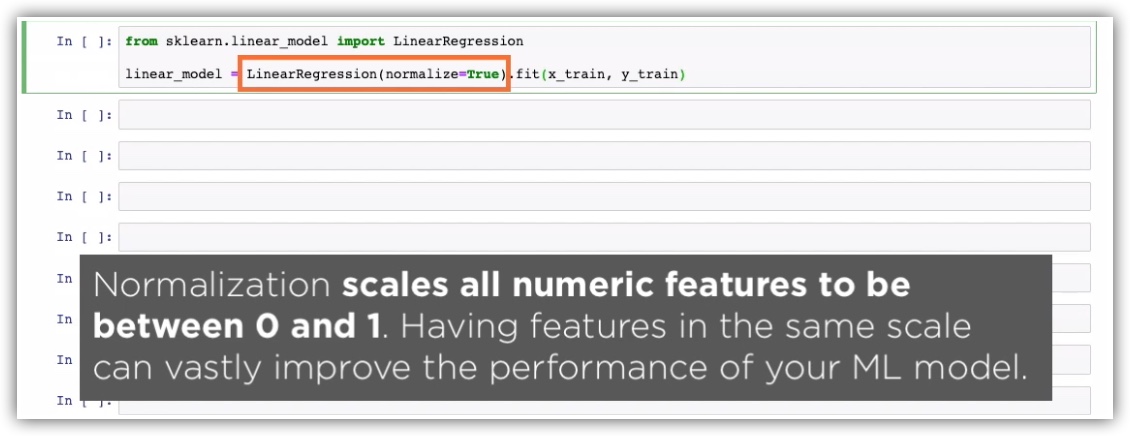 In [ ]: from sklearn.linear_model import LinearRegression
linear_model = LinearRegression(normalize=True).fit(x_train, y_train)
In [ ]:
In [ ]:
In [ ]:
In [ ]:
In
Normalization scales all numeric features to be
In
between 0 and 1. Having features in the same scale
In
can vastly improve the performance of your ML model.
In [ ]: